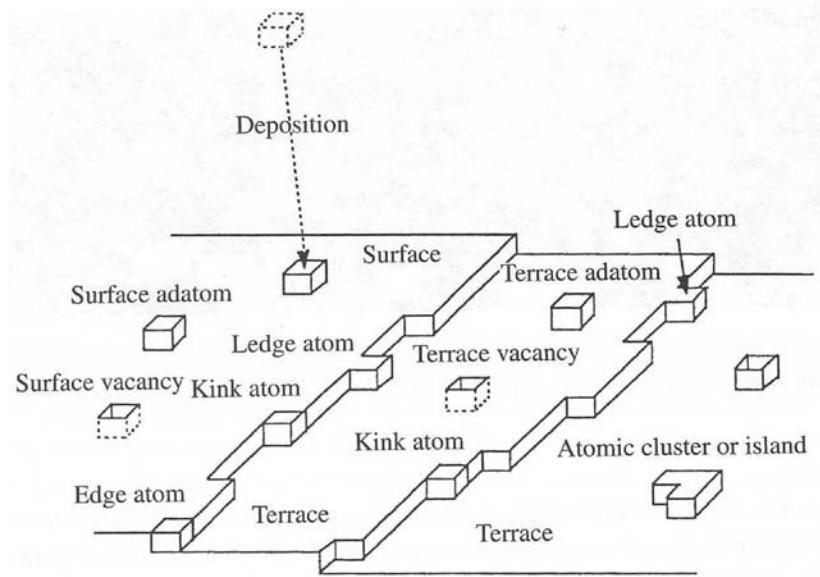 Deposition
Ledge atom
Surface
Terrace adatom
Surface adatom
Ledge atom
Terrace vacancy
Surface vacancy
Kink atom
Kink atom
Atomic cluster or island
Edge atom
Terrace
Terrace